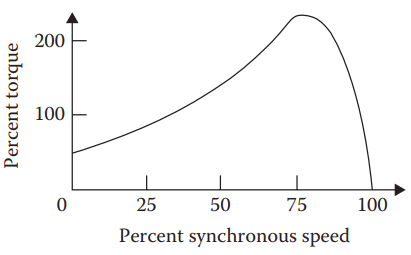 Percent torque
200
100
0 25 50 75 100
Percent synchronous speed